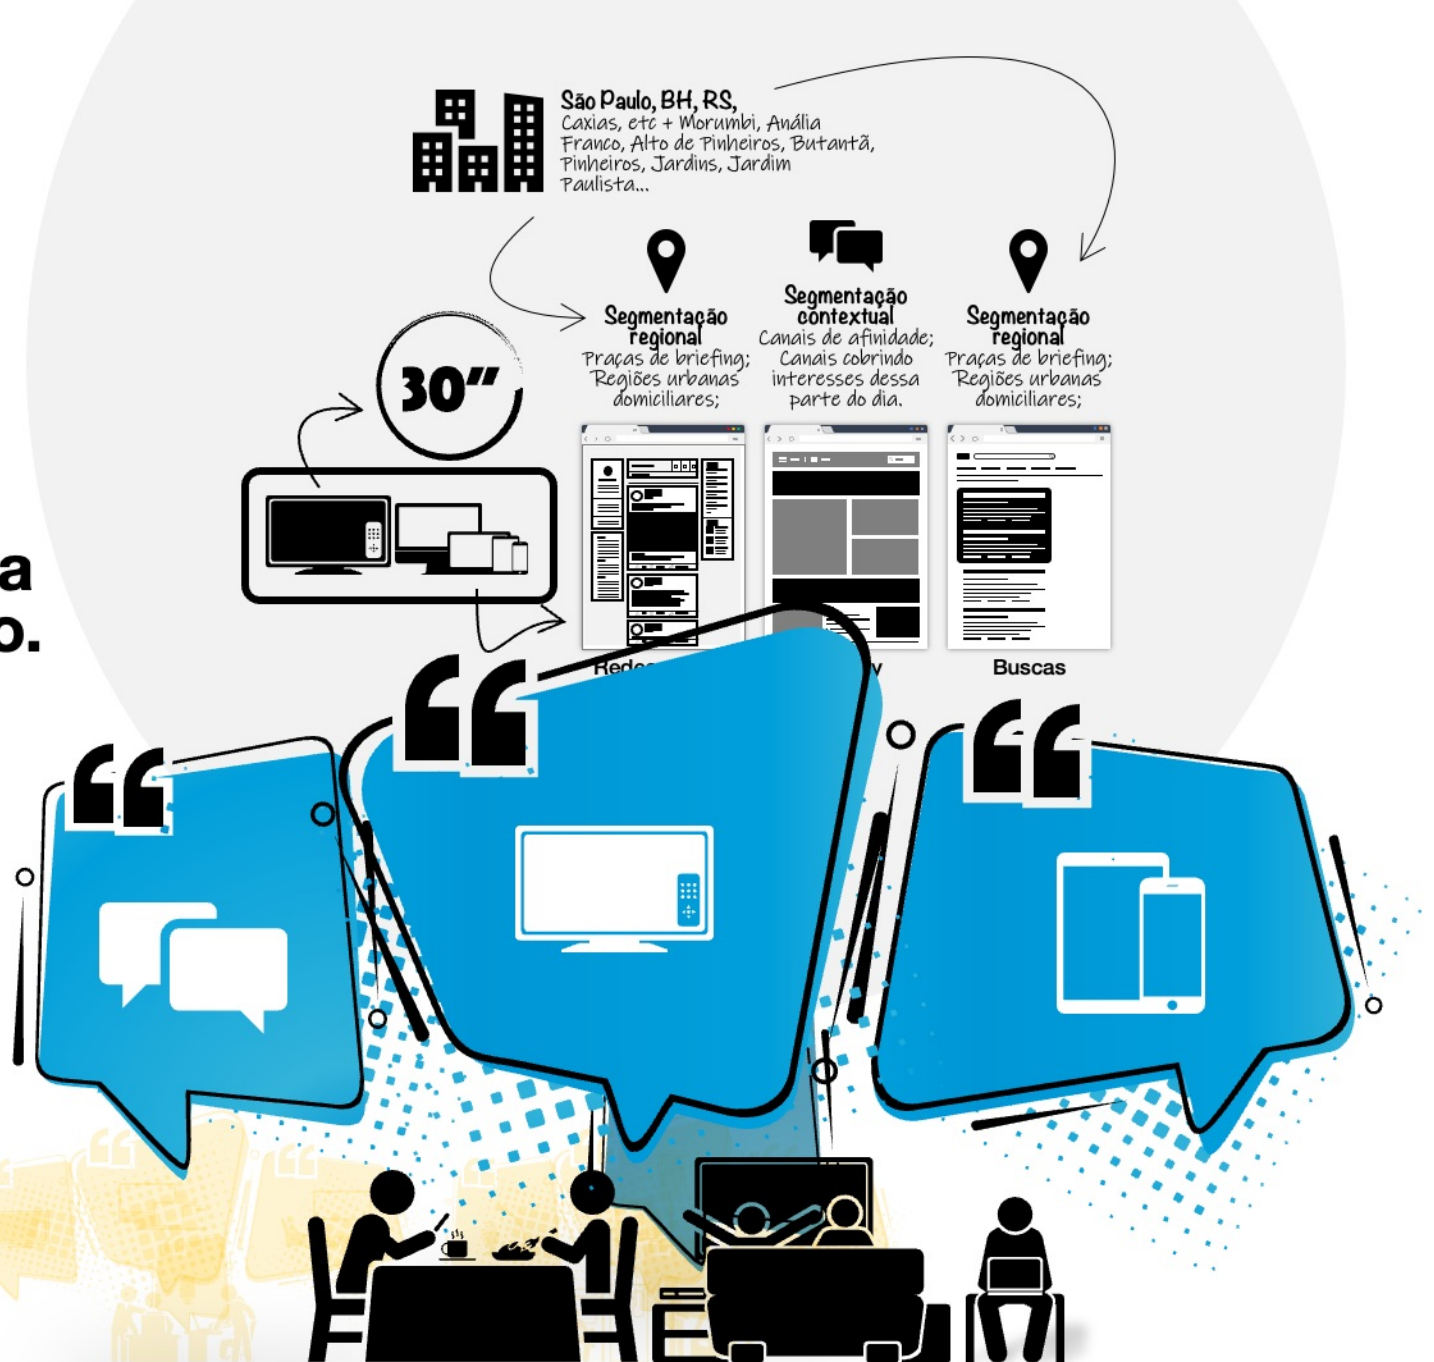 São Paulo, BH, RS,
Caxias, etc + Morumbi, Anália
Franco, Alto de Pinheiros, Butantã,
Pinheiros, Jardins, Jardim
Paulista...
Segmentação
regional
Praças de briefing;
Regiões urbanas
domiciliares;
Segmentação
contextual
Canais de afinidade;
Canais cobrindo
interesses dessa
parte do dia.
Segmentação
regional
Praças de briefing;
Regiões urbanas
domiciliares;
30”
a
o.
Buscas